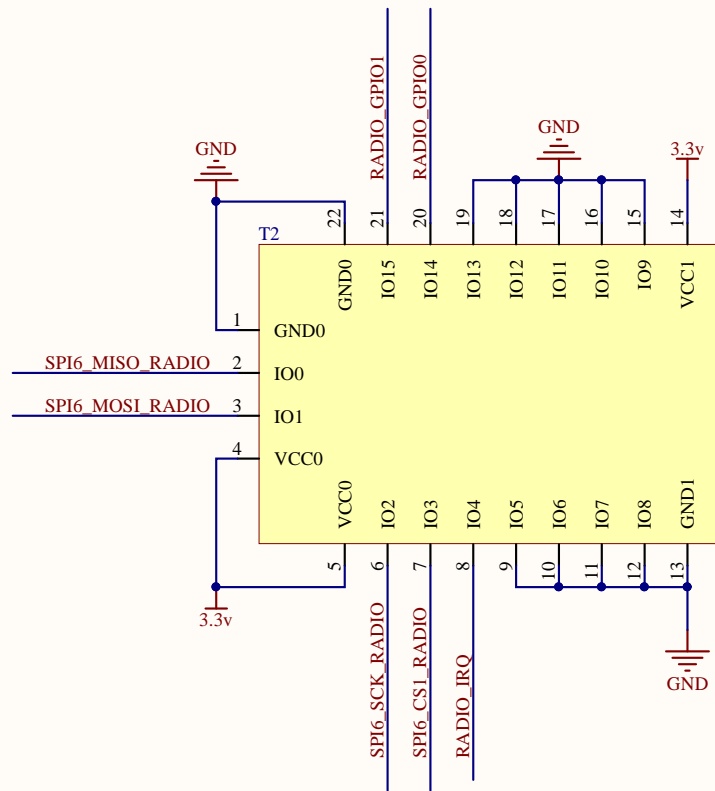 RADIO_GPIO1
RADIO_GPIO0
GND
GND
3.3v
22
21
20
19
18
17
16
15
14
T2
GND0
IO15
IO14
IO13
IO12
IO11
IO10
IO9
VCC1
1
GND0
SPI6_MISO_RADIO
2
IO0
SPI6_MOSI_RADIO
3
IO1
4
VCC0
VCC0
IO2
IO3
IO4
IO5
IO6
IO7
IO8
GND1
5
6
7
8
9
10
11
12
13
3.3v
SPI6_SCK_RADIO
SPI6_CS1_RADIO
RADIO_IRQ
GND